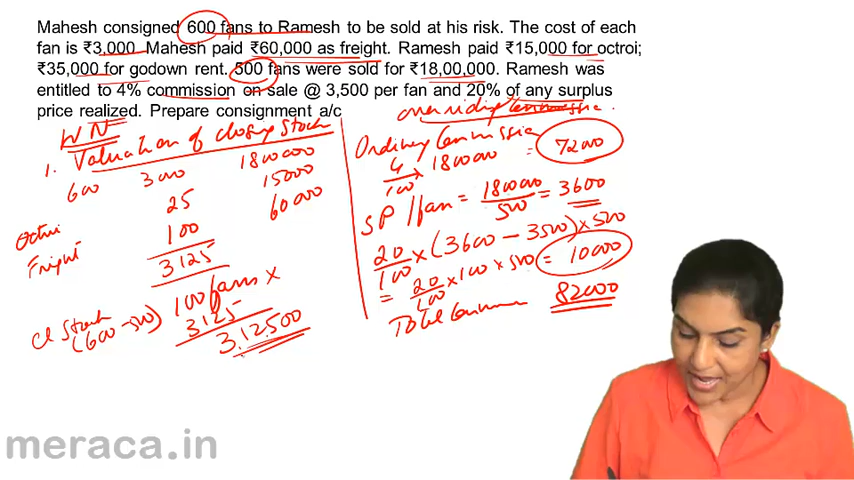 Mahesh consigned 600 fans to Ramesh to be sold at his risk. The cost of each
fan is ₹3,000. Mahesh paid ₹60,000 as freight. Ramesh paid ₹15,000 for octroi;
₹35,000 for godown rent. 500 fans were sold for ₹18,00,000. Ramesh was
entitled to 4% commission on sale @ 3,500 per fan and 20% of any surplus
price realized. Prepare consignment a/c
WN
1. Valuation of closing stock
600 3000 1800000
Octroi 25 15000
Freight 100 60000
3125
Cl Stock (600-500) 100 fans x
3125
3,12,500
overriding commission.
Ordinary Commission
4/100 x 1800000 = 72000
SP / fan = 1800000/500 = 3600
20/100 x (3600 - 3500) x 500
= 20/100 x 100 x 500 = 10000
Total Commission 82000
meraca.in